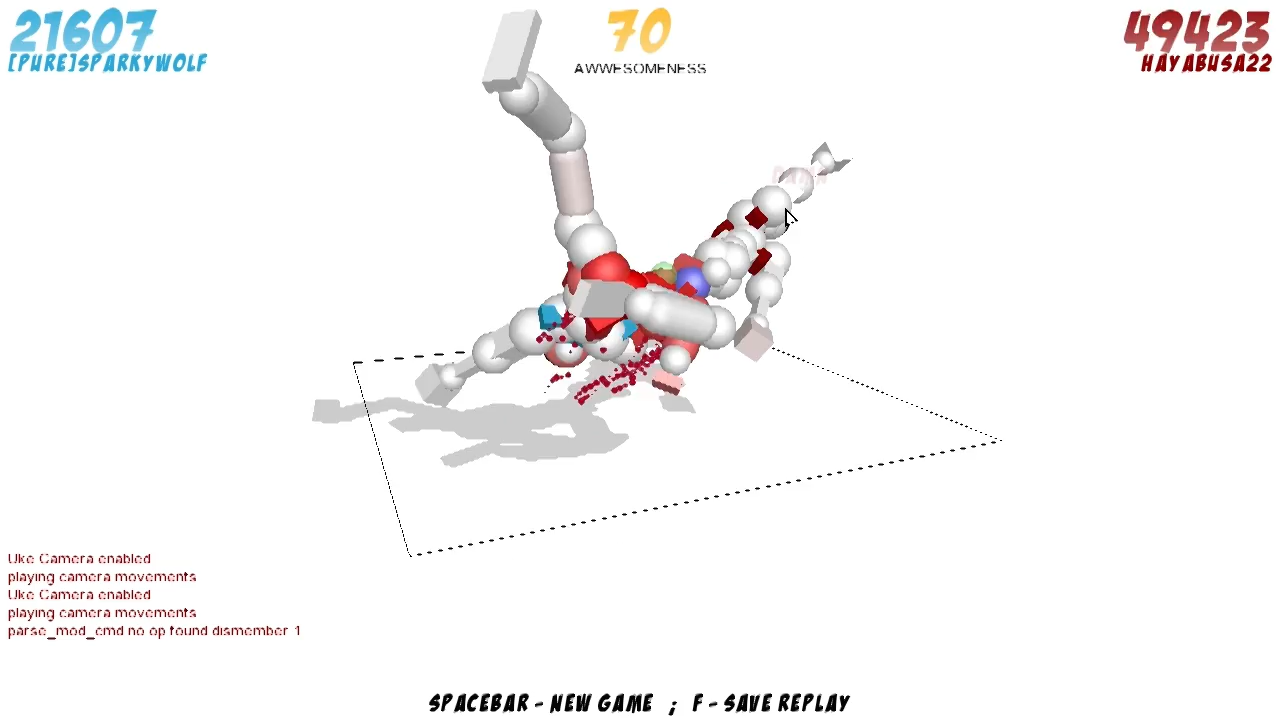 21607
[PURE]SPARKYWOLF
70
AWWESOMENESS
49423
HAYABUSA22
Uke Camera enabled
playing camera movements
Uke Camera enabled
playing camera movements
parse_mod_cmd no op found dismember 1
SPACEBAR - NEW GAME ; F - SAVE REPLAY